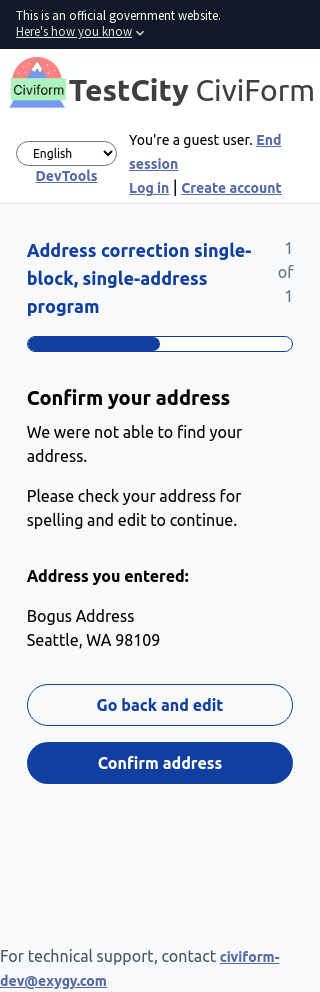 This is an official government website.
Here's how you know
Civiform
TestCity CiviForm
English
DevTools
You're a guest user. End
session
Log in | Create account
Address correction single-
block, single-address
program
1
of
1
Confirm your address
We were not able to find your
address.
Please check your address for
spelling and edit to continue.
Address you entered:
Bogus Address
Seattle, WA 98109
Go back and edit
Confirm address
For technical support, contact civiform-
dev@exygy.com